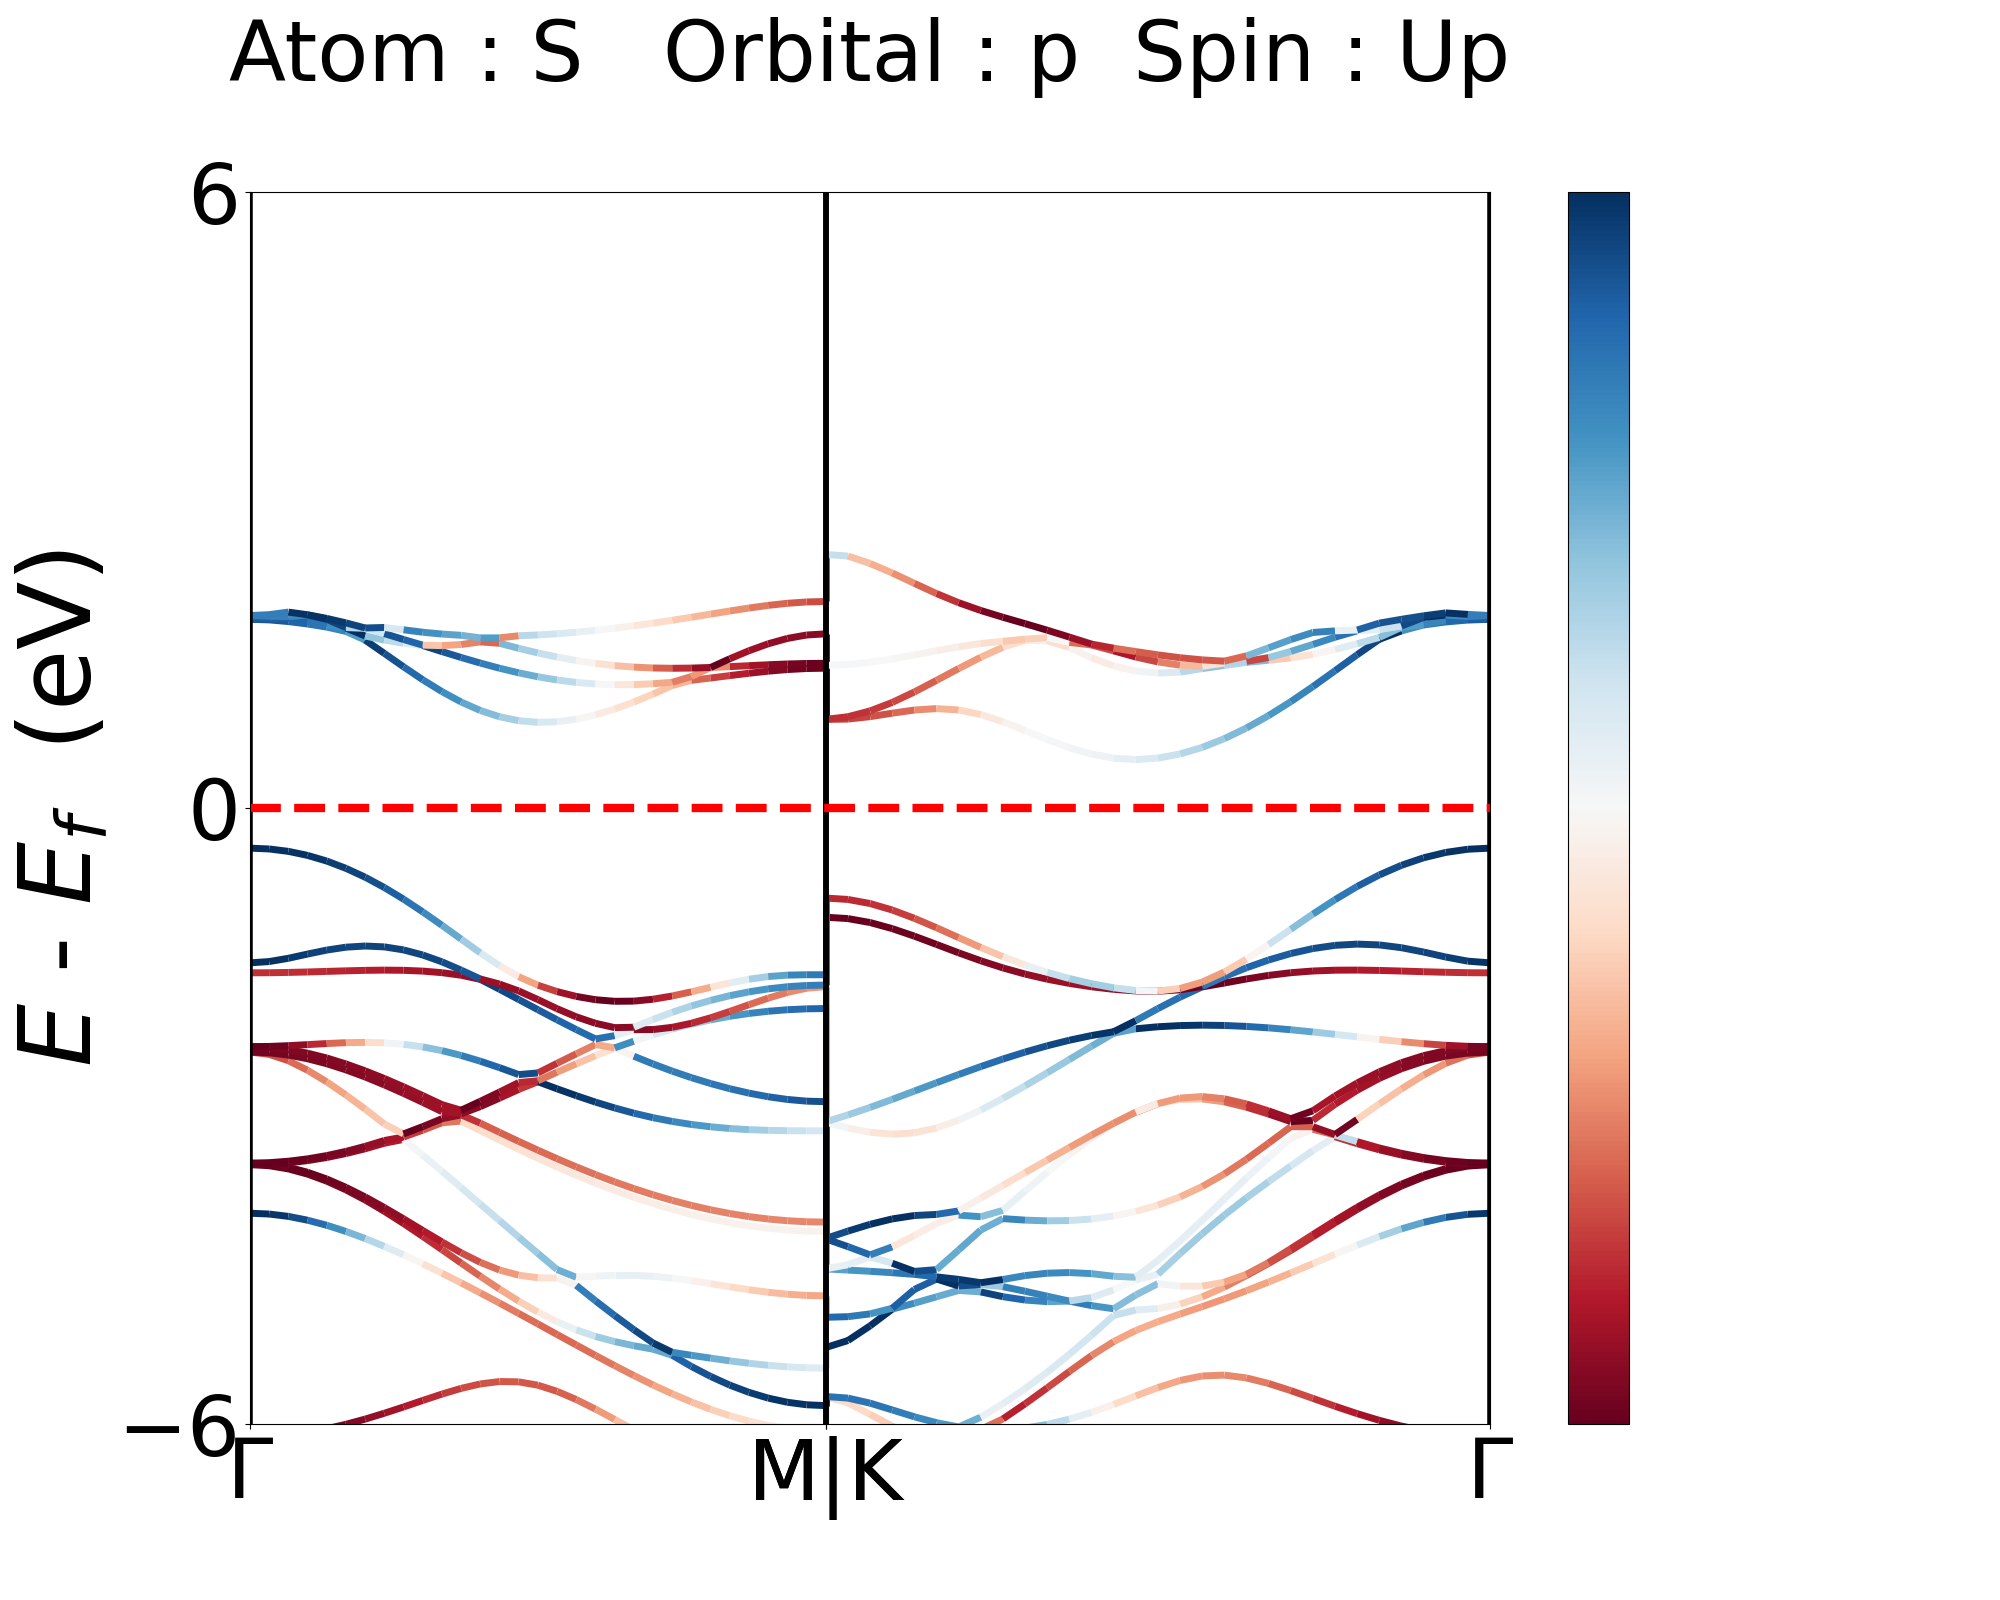 Atom : S Orbital : p Spin : Up
6
0
−6
E - E_f (eV)
Γ M|K Γ